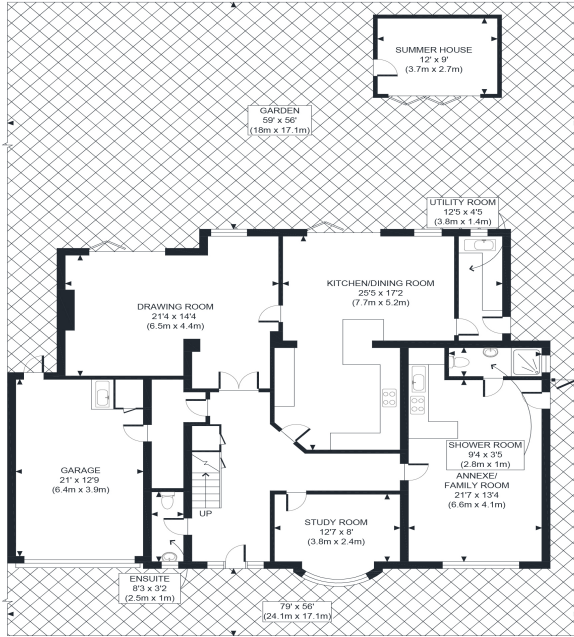 SUMMER HOUSE
12' x 9'
(3.7m x 2.7m)
GARDEN
59' x 56'
(18m x 17.1m)
UTILITY ROOM
12'5 x 4'5
(3.8m x 1.4m)
KITCHEN/DINING ROOM
25'5 x 17'2
(7.7m x 5.2m)
DRAWING ROOM
21'4 x 14'4
(6.5m x 4.4m)
SHOWER ROOM
9'4 x 3'5
(2.8m x 1m)
GARAGE
21' x 12'9
(6.4m x 3.9m)
ANNEXE/
FAMILY ROOM
21'7 x 13'4
(6.6m x 4.1m)
UP
STUDY ROOM
12'7 x 8'
(3.8m x 2.4m)
ENSUITE
8'3 x 3'2
(2.5m x 1m)
79' x 56'
(24.1m x 17.1m)